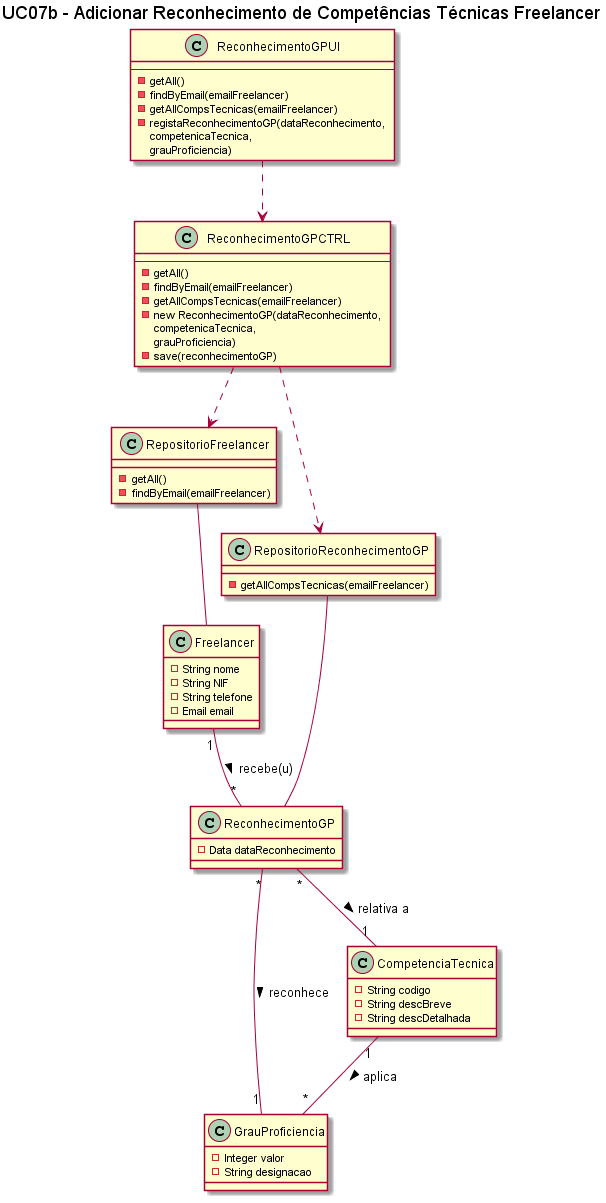 UC07b - Adicionar Reconhecimento de Competências Técnicas Freelancer
C ReconhecimentoGPUI
getAll()
findByEmail(emailFreelancer)
getAllCompsTecnicas(emailFreelancer)
registaReconhecimentoGP(dataReconhecimento,
competenicaTecnica,
grauProficiencia)
C ReconhecimentoGPCTRL
getAll()
findByEmail(emailFreelancer)
getAllCompsTecnicas(emailFreelancer)
new ReconhecimentoGP(dataReconhecimento,
competenicaTecnica,
grauProficiencia)
save(reconhecimentoGP)
C RepositorioFreelancer
getAll()
findByEmail(emailFreelancer)
C RepositorioReconhecimentoGP
getAllCompsTecnicas(emailFreelancer)
C Freelancer
String nome
String NIF
String telefone
Email email
1
recebe(u)
*
C ReconhecimentoGP
Data dataReconhecimento
* *
relativa a
1
C CompetenciaTecnica
String codigo
String descBreve
String descDetalhada
reconhece
1
aplica
1 *
C GrauProficiencia
Integer valor
String designacao